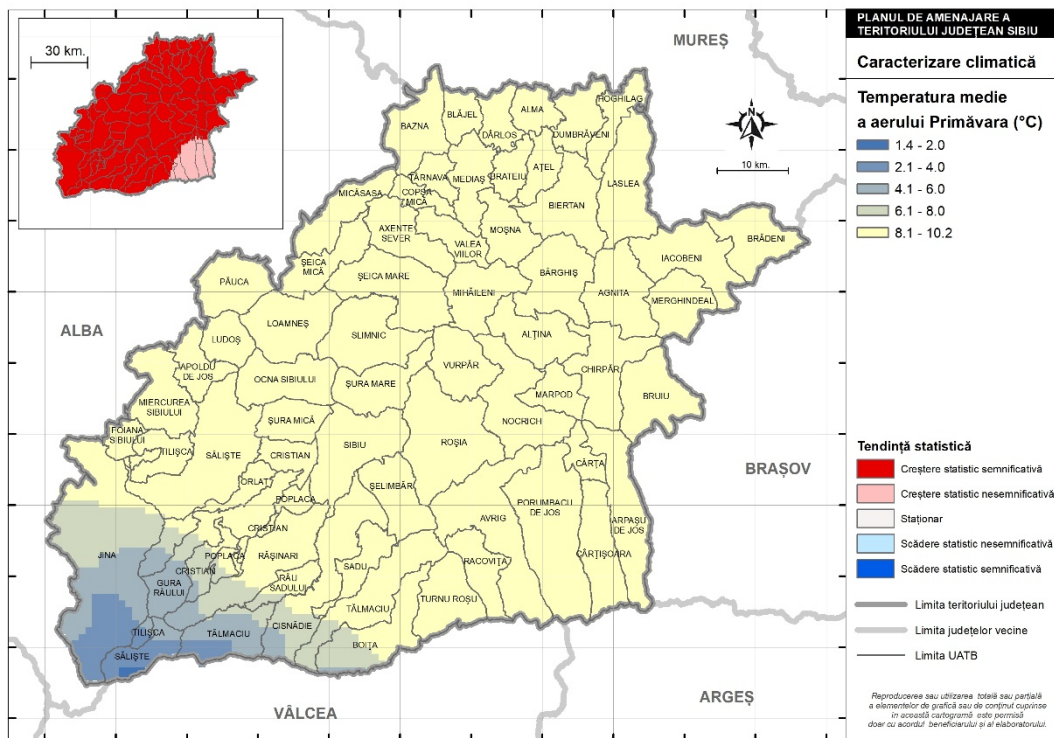 30 km.
MUREȘ
ALBA
BRAȘOV
ARGEȘ
VÂLCEA
N
10 km.
HOGHILAG
ALMA
BLĂJEL
BAZNA
DÂRLOS
DUMBRĂVENI
AȚEL
BRATEIU
MEDIAȘ
TÂRNAVA
LASLEA
MICĂSASA
COPȘA
MICĂ
BIERTAN
AXENTE
SEVER
MOȘNA
VALEA
VIILOR
BRĂDENI
IACOBENI
ȘEICA
MICĂ
ȘEICA MARE
BÂRGHIȘ
PĂUCA
MIHĂILENI
AGNITA
MERGHINDEAL
LOAMNEȘ
SLIMNIC
ALȚINA
LUDOȘ
APOLDU
DE JOS
VURPĂR
CHIRPĂR
OCNA SIBIULUI
ȘURA MARE
MARPOD
BRUIU
MIERCUREA
SIBIULUI
ȘURA MICĂ
NOCRICH
FOIANA
SIBIULUI
TILIȘCA
SĂLIȘTE
CRISTIAN
SIBIU
ROȘIA
CÂRȚA
ORLAT
POPLACA
ȘELIMBĂR
PORUMBACU
DE JOS
AVRIG
ARPAȘU
DE JOS
CRISTIAN
JINA
POPLACA
RĂȘINARI
CÂRȚIȘOARA
CRISTIAN
SADU
RACOVIȚA
GURA
RÂULUI
RÂU
SADULUI
TURNU ROȘU
TĂLMACIU
CISNĂDIE
TILIȘCA
TĂLMACIU
BOIȚA
SĂLIȘTE
PLANUL DE AMENAJARE A
TERITORIULUI JUDEȚEAN SIBIU
Caracterizare climatică
Temperatura medie
a aerului Primăvara (°C)
1.4 - 2.0
2.1 - 4.0
4.1 - 6.0
6.1 - 8.0
8.1 - 10.2
Tendință statistică
Creștere statistic semnificativă
Creștere statistic nesemnificativă
Staționar
Scădere statistic nesemnificativă
Scădere statistic semnificativă
Limita teritoriului județean
Limita județelor vecine
Limita UATB
Reproducerea sau utilizarea totală sau parțială
a elementelor de grafică sau de conținut cuprinse
în această cartogramă este permisă
doar cu acordul beneficiarului și al elaboratorului.